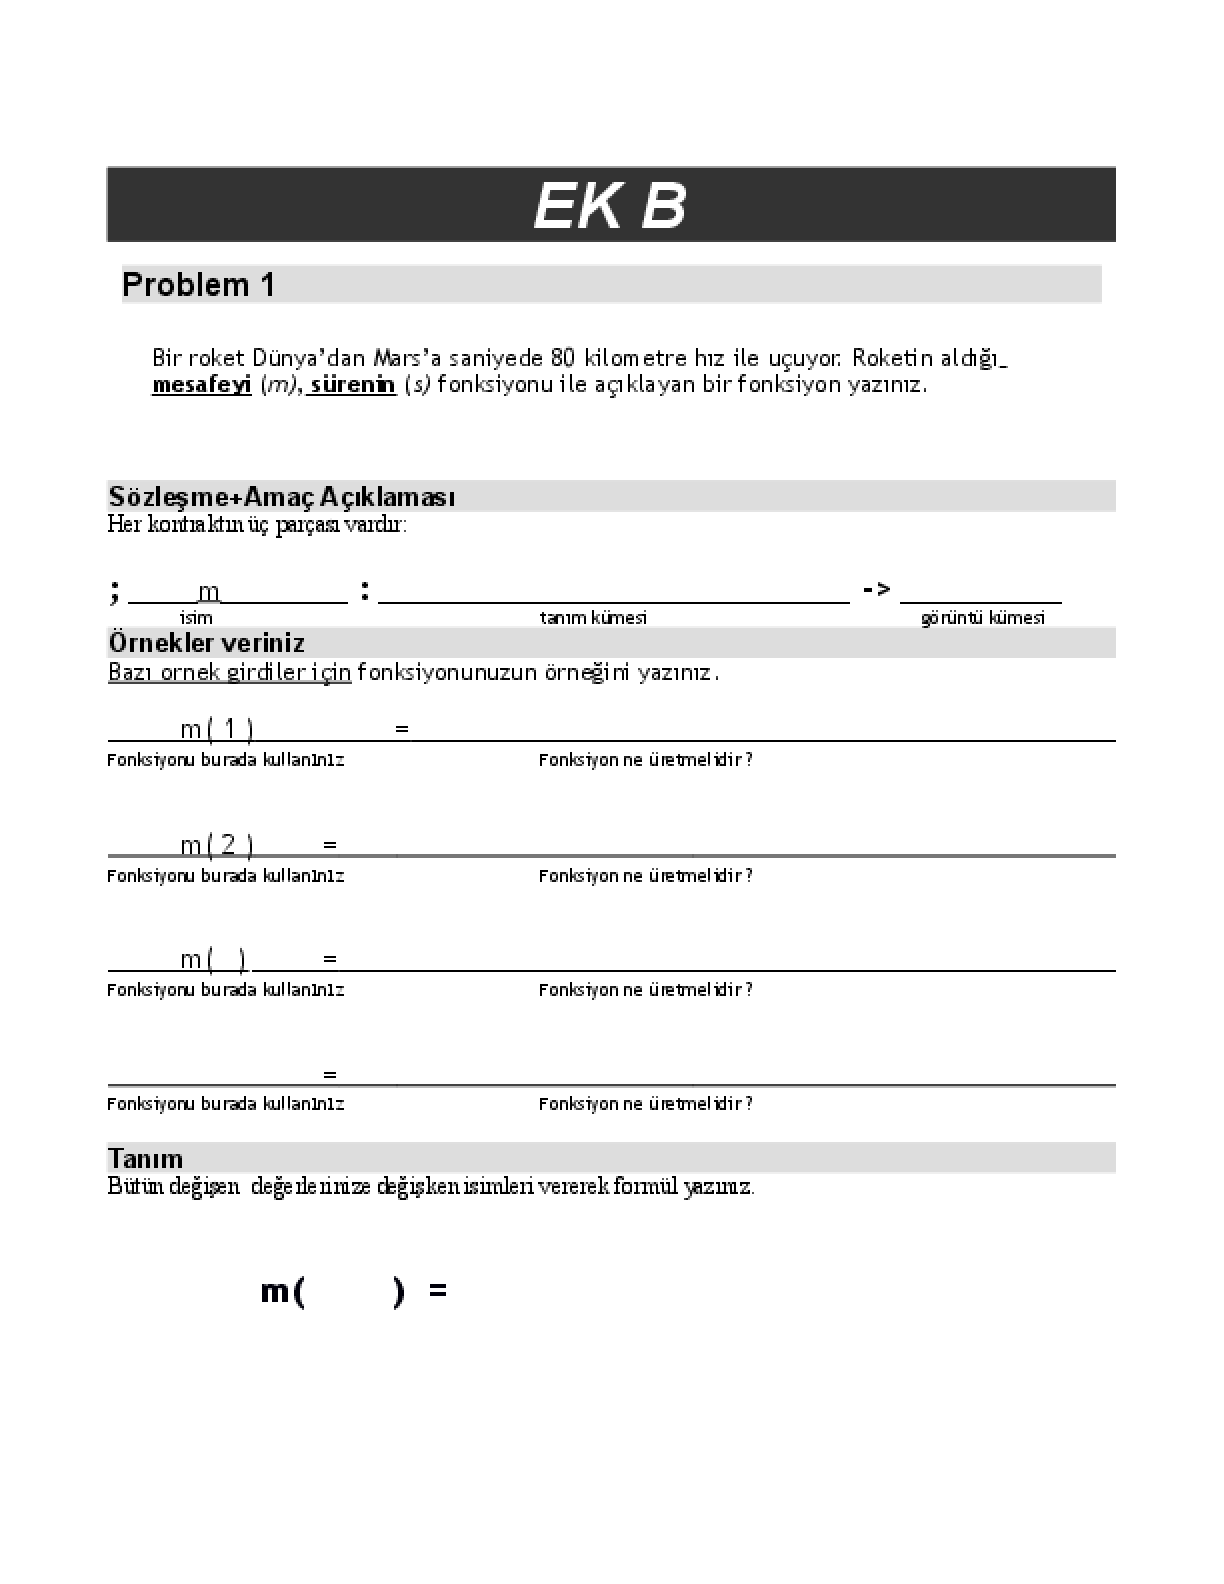 EK B
Problem 1
Bir roket Dünya’dan Mars’a saniyede 80 kilometre hız ile uçuyor. Roketin aldığı
mesafeyi (m), sürenin (s) fonksiyonu ile açıklayan bir fonksiyon yazınız.
Sözleşme+Amaç Açıklaması
Her kontraktın üç parçası vardır:
; m : ->
isim tanım kümesi görüntü kümesi
Örnekler veriniz
Bazı ornek girdiler için fonksiyonunuzun örneğini yazınız.
m( 1 ) =
Fonksiyonu burada kullanınız Fonksiyon ne üretmelidir?
m( 2 ) =
Fonksiyonu burada kullanınız Fonksiyon ne üretmelidir?
m( ) =
Fonksiyonu burada kullanınız Fonksiyon ne üretmelidir?
=
Fonksiyonu burada kullanınız Fonksiyon ne üretmelidir?
Tanım
Bütün değişen değerlerinize değişken isimleri vererek formül yazınız.
m( ) =